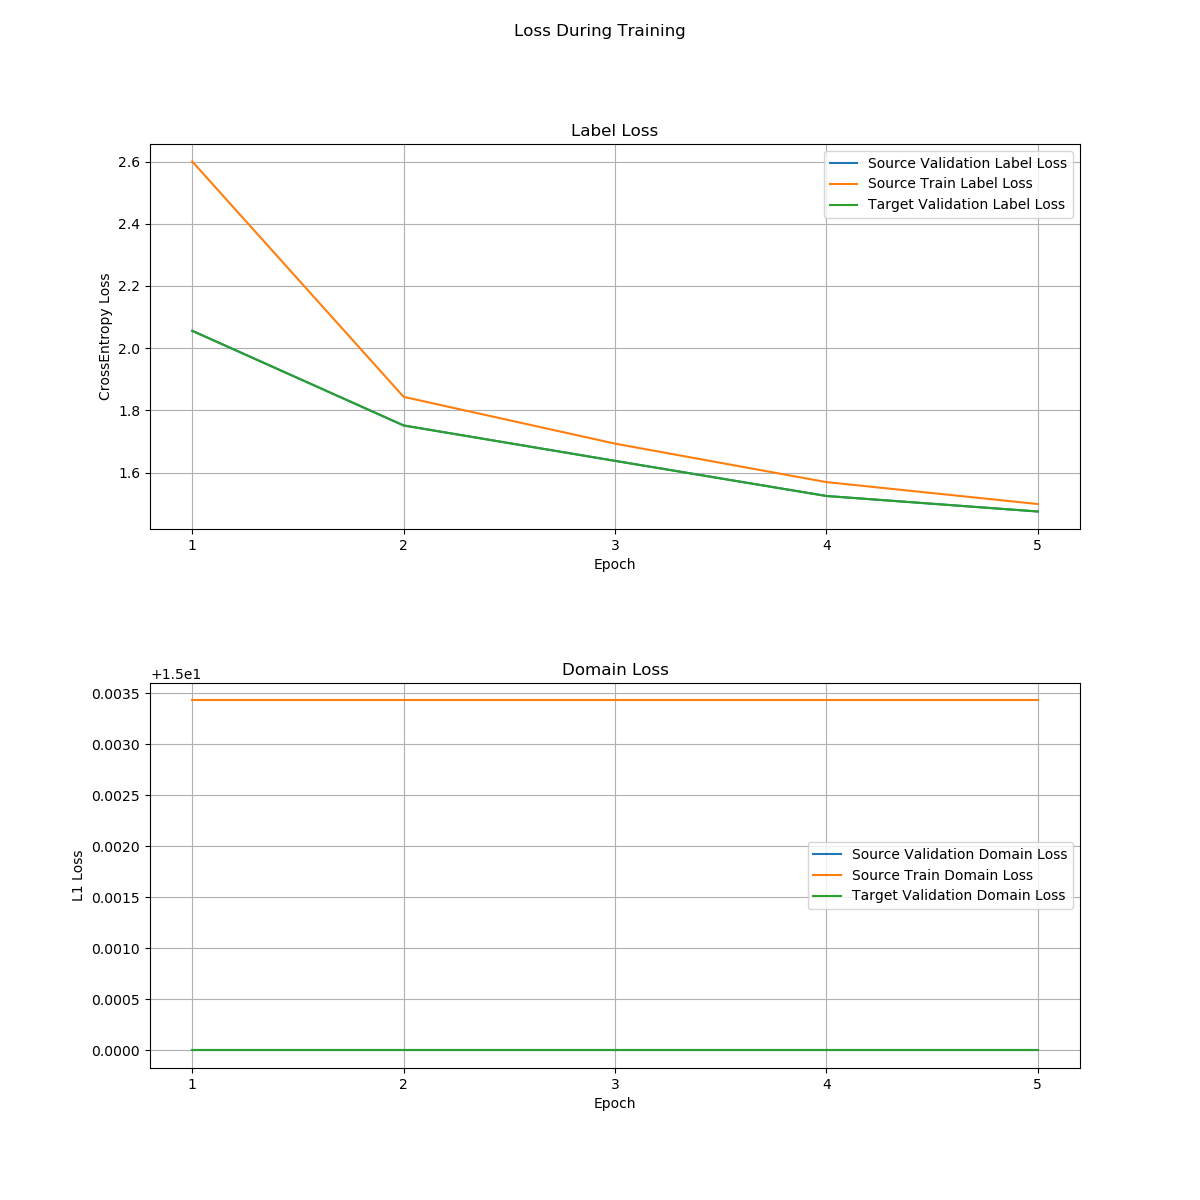 Loss During Training
Label Loss
2.6
2.4
2.2
2.0
1.8
1.6
CrossEntropy Loss
Source Validation Label Loss
Source Train Label Loss
Target Validation Label Loss
1 2 3 4 5
Epoch
Domain Loss
+1.5e1
0.0035
0.0030
0.0025
0.0020
0.0015
0.0010
0.0005
0.0000
L1 Loss
Source Validation Domain Loss
Source Train Domain Loss
Target Validation Domain Loss
1 2 3 4 5
Epoch